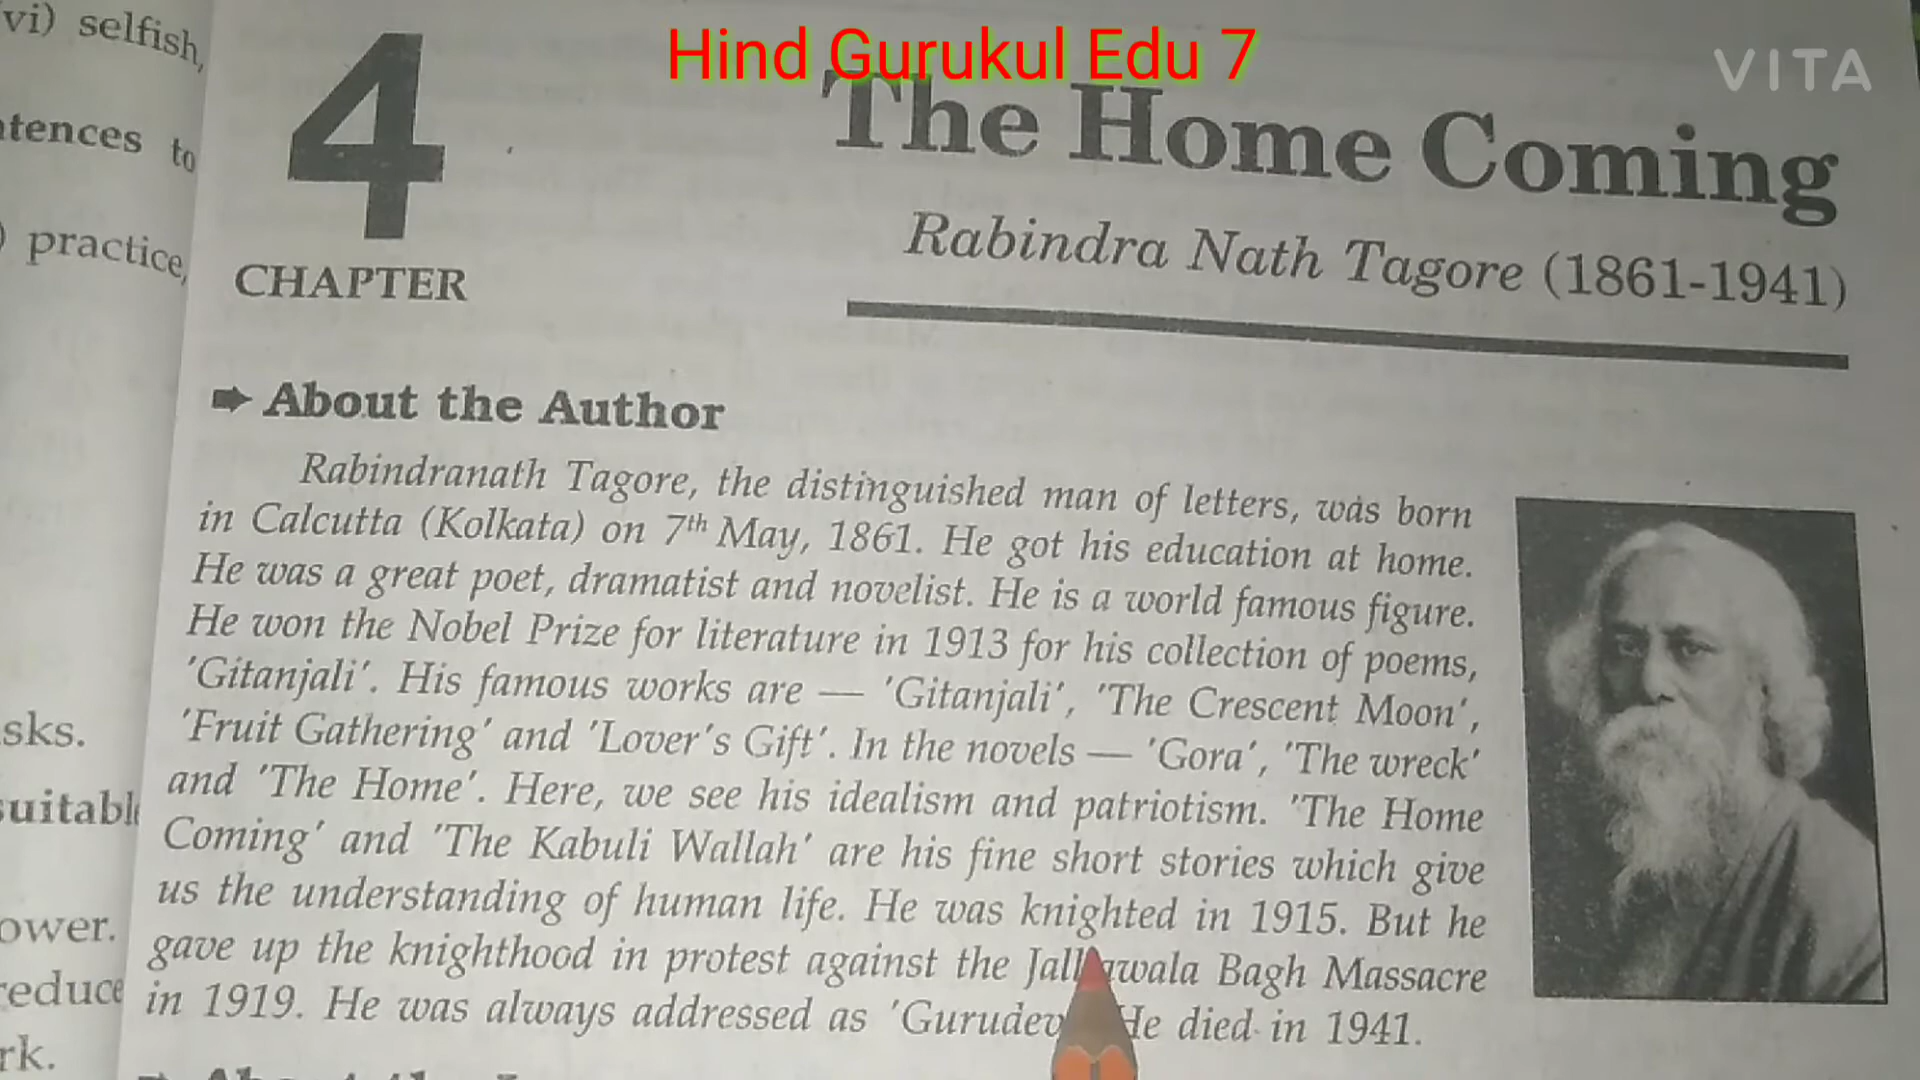 Hind Gurukul Edu 7
VITA
vi) selfish,
tences to
) practice,
sks.
ower.
rk.
4
CHAPTER
The Home Coming
Rabindra Nath Tagore (1861-1941)
➨ About the Author
Rabindranath Tagore, the distinguished man of letters, was born
in Calcutta (Kolkata) on 7th May, 1861. He got his education at home.
He was a great poet, dramatist and novelist. He is a world famous figure.
He won the Nobel Prize for literature in 1913 for his collection of poems,
'Gitanjali'. His famous works are — 'Gitanjali', 'The Crescent Moon',
'Fruit Gathering' and 'Lover's Gift'. In the novels — 'Gora', 'The wreck'
and 'The Home'. Here, we see his idealism and patriotism. 'The Home
Coming' and 'The Kabuli Wallah' are his fine short stories which give
us the understanding of human life. He was knighted in 1915. But he
gave up the knighthood in protest against the Bagh Massacre
in 1919. He was always addressed as 'Gurudev He died in 1941.